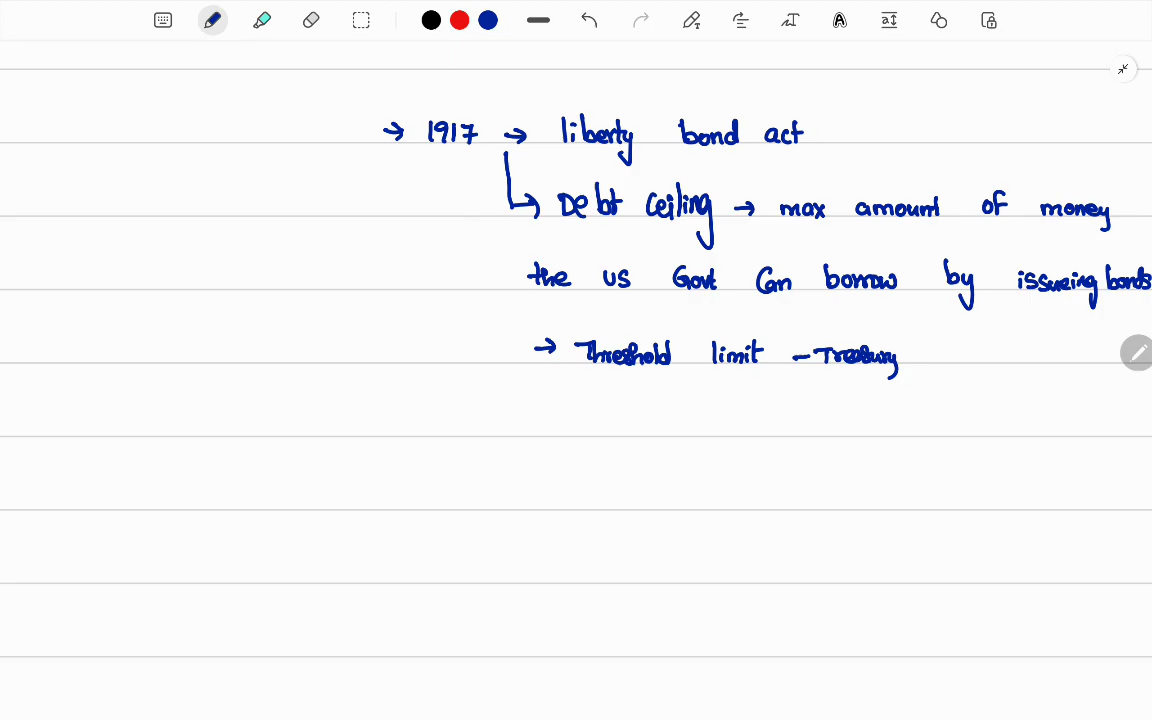 → 1917 → liberty bond act
→ Debt Ceiling → max amount of money
the US Govt Can borrow by issueing bonds
→ Threshold limit - Treasury